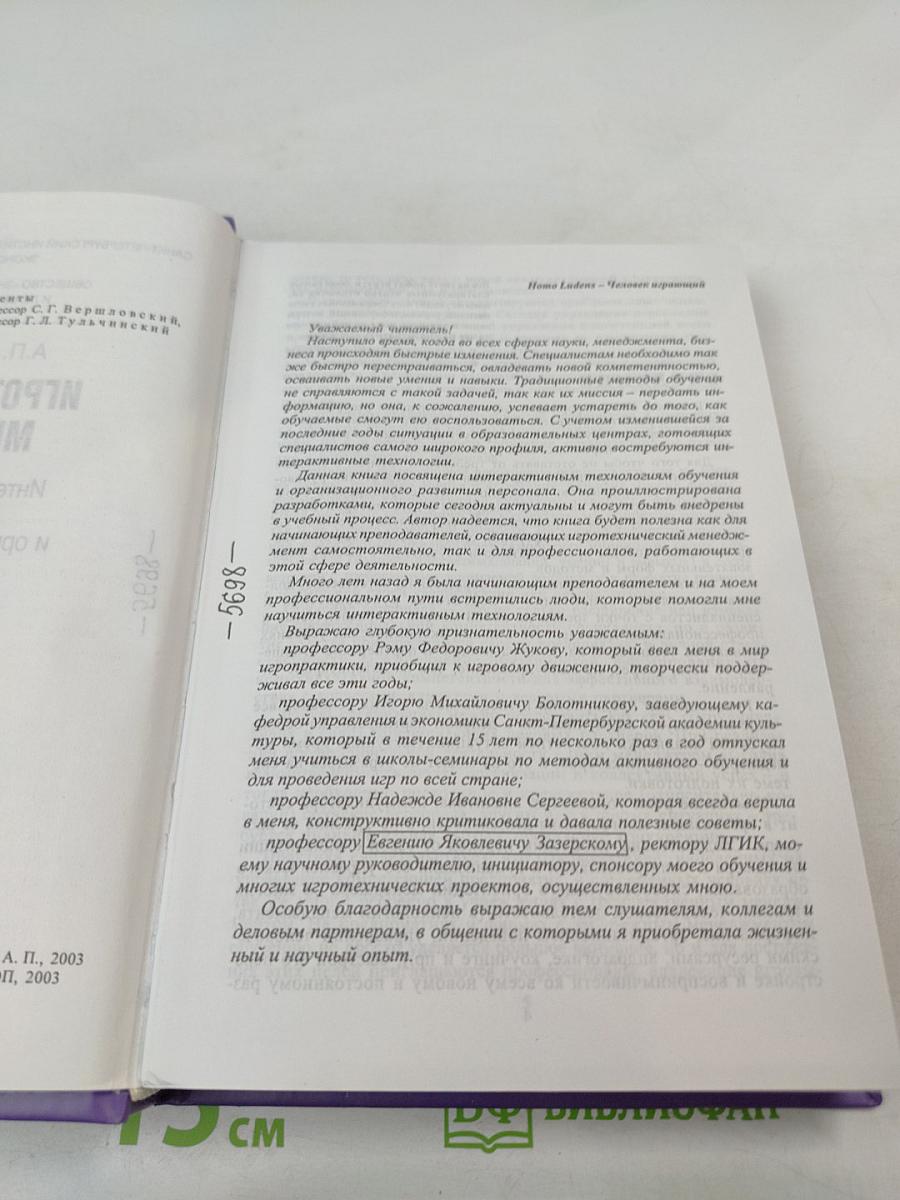 енты
ссор С. Г. Вершловский,
сор Г. Л. Тульчинский
А. П., 2003
ОП, 2003
Homo Ludens – Человек играющий
Уважаемый читатель!
Наступило время, когда во всех сферах науки, менеджмента, биз-
неса происходят быстрые изменения. Специалистам необходимо так
же быстро перестраиваться, овладевать новой компетентностью,
осваивать новые умения и навыки. Традиционные методы обучения
не справляются с такой задачей, так как их миссия – передать ин-
формацию, но она, к сожалению, успевает устареть до того, как
обучаемые смогут ею воспользоваться. С учетом изменившейся за
последние годы ситуации в образовательных центрах, готовящих
специалистов самого широкого профиля, активно востребуются ин-
терактивные технологии.
Данная книга посвящена интерактивным технологиям обучения
и организационного развития персонала. Она проиллюстрирована
разработками, которые сегодня актуальны и могут быть внедрены
в учебный процесс. Автор надеется, что книга будет полезна как для
начинающих преподавателей, осваивающих игротехнический менедж-
мент самостоятельно, так и для профессионалов, работающих в
этой сфере деятельности.
Много лет назад я была начинающим преподавателем и на моем
профессиональном пути встретились люди, которые помогли мне
научиться интерактивным технологиям.
Выражаю глубокую признательность уважаемым:
профессору Рэму Федоровичу Жукову, который ввел меня в мир
игропрактики, приобщил к игровому движению, творчески поддер-
живал все эти годы;
профессору Игорю Михайловичу Болотникову, заведующему ка-
федрой управления и экономики Санкт-Петербургской академии куль-
туры, который в течение 15 лет по несколько раз в год отпускал
меня учиться в школы-семинары по методам активного обучения и
для проведения игр по всей стране;
профессору Надежде Ивановне Сергеевой, которая всегда верила
в меня, конструктивно критиковала и давала полезные советы;
профессору Евгению Яковлевичу Зазерскому, ректору ЛГИК, мо-
ему научному руководителю, инициатору, спонсору моего обучения и
многих игротехнических проектов, осуществленных мною.
Особую благодарность выражаю тем слушателям, коллегам и
деловым партнерам, в общении с которыми я приобретала жизнен-
ный и научный опыт.
— 5698 —
15 см
БФ БИБЛИОФАН